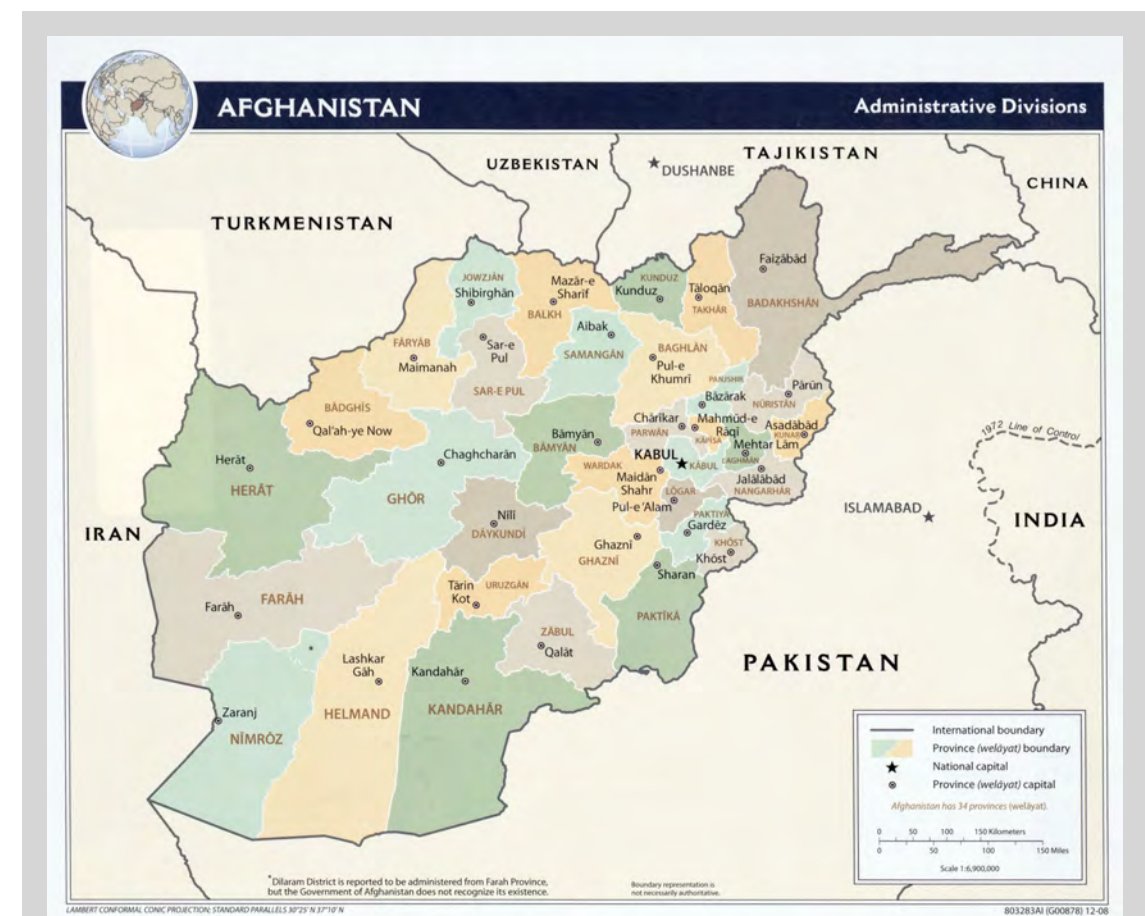 AFGHANISTAN
Administrative Divisions
UZBEKISTAN
DUSHANBE
TAJIKISTAN
CHINA
TURKMENISTAN
Faiẕābād
BADAKHSHĀN
JOWZJĀN
Shibirghān
Mazār-e
Sharīf
BALKH
KUNDUZ
Kunduz
Tāloqān
TAKHĀR
FĀRYĀB
Maimanah
Sar-e
Pul
SAR-E PUL
Aībak
SAMANGĀN
BAGHLĀN
Pul-e
Khumrī
PANJSHIR
Bāzārak
Pārūn
NŪRISTĀN
BĀDGHĪS
Qal‘ah-ye Now
Chārīkar
PARWĀN
Mahmūd-e
Rāqī
KĀPĪSĀ
Asadābād
KUNAR
Mehtar Lām
LAGHMĀN
Bāmyān
BĀMYĀN
Herāt
HERĀT
Chaghcharān
GHŌR
KABUL
KĀBUL
WARDAK
Maidān
Shahr
Jalālābād
NANGARHĀR
Pul-e ‘Alam
LŌGAR
1972 Line of Control
ISLAMABAD
INDIA
IRAN
Nīlī
DĀYKUNDĪ
PAKTIYĀ
Gardēz
KHŌST
Khōst
Ghaznī
GHAZNĪ
Sharan
PAKTĪKĀ
Farāh
FARĀH
Tārin
Kot
URUZGĀN
ZĀBUL
Qalāt
PAKISTAN
*
Lashkar
Gāh
HELMAND
Kandahār
KANDAHĀR
Zaranj
NĪMRŌZ
International boundary
Province (welāyat) boundary
National capital
Province (welāyat) capital
Afghanistan has 34 provinces (welāyat).
0 50 100 150 Kilometers
0 50 100 150 Miles
Scale 1:6,900,000
*Dilaram District is reported to be administered from Farah Province,
but the Government of Afghanistan does not recognize its existence.
Boundary representation is
not necessarily authoritative.
LAMBERT CONFORMAL CONIC PROJECTION; STANDARD PARALLELS 30°25' N 37°10' N
803283AI (G00878) 12-08